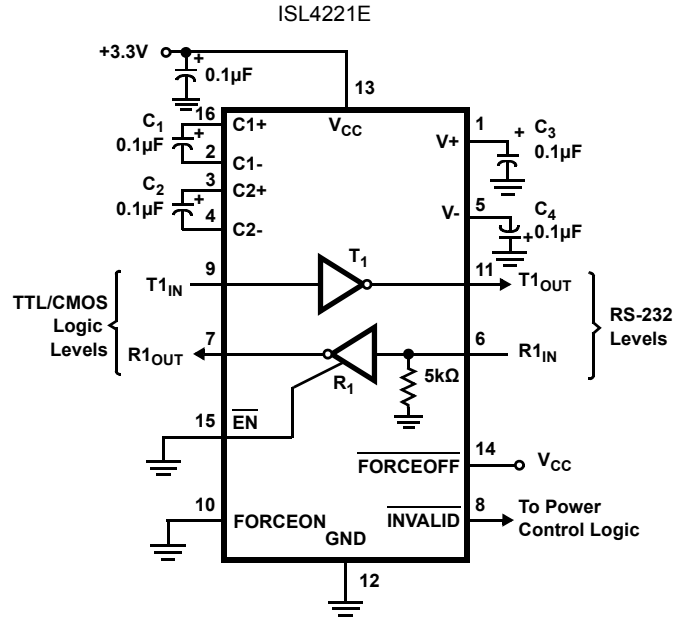 ISL4221E
+3.3V
+
0.1µF
13
16
C1+
VCC
1
C1
0.1µF
+
2
C1-
V+
+
C3
0.1µF
3
C2+
C2
0.1µF
+
4
C2-
5
V-
C4
0.1µF
+
T1
9
11
T1IN
T1OUT
TTL/CMOS
Logic
Levels
RS-232
Levels
7
6
R1OUT
R1IN
R1
5kΩ
15
EN
14
FORCEOFF
VCC
10
FORCEON
8
INVALID
To Power
Control Logic
GND
12